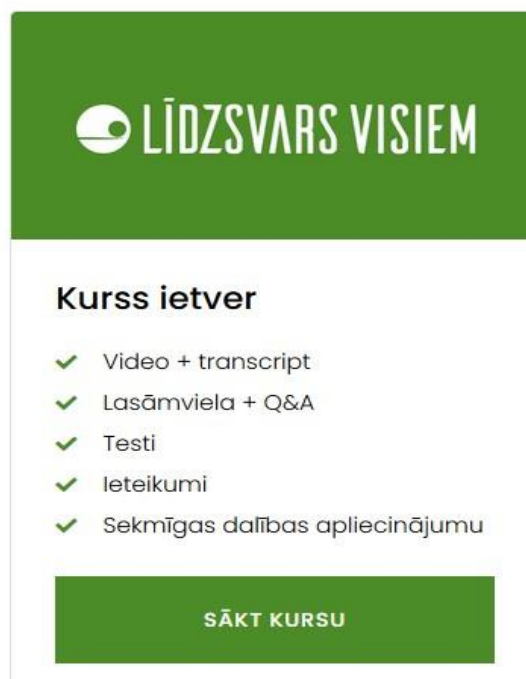 LĪDZSVARS VISIEM
Kurss ietver
Video + transcript
Lasāmviela + Q&A
Testi
Ieteikumi
Sekmīgas dalības apliecinājumu
SĀKT KURSU